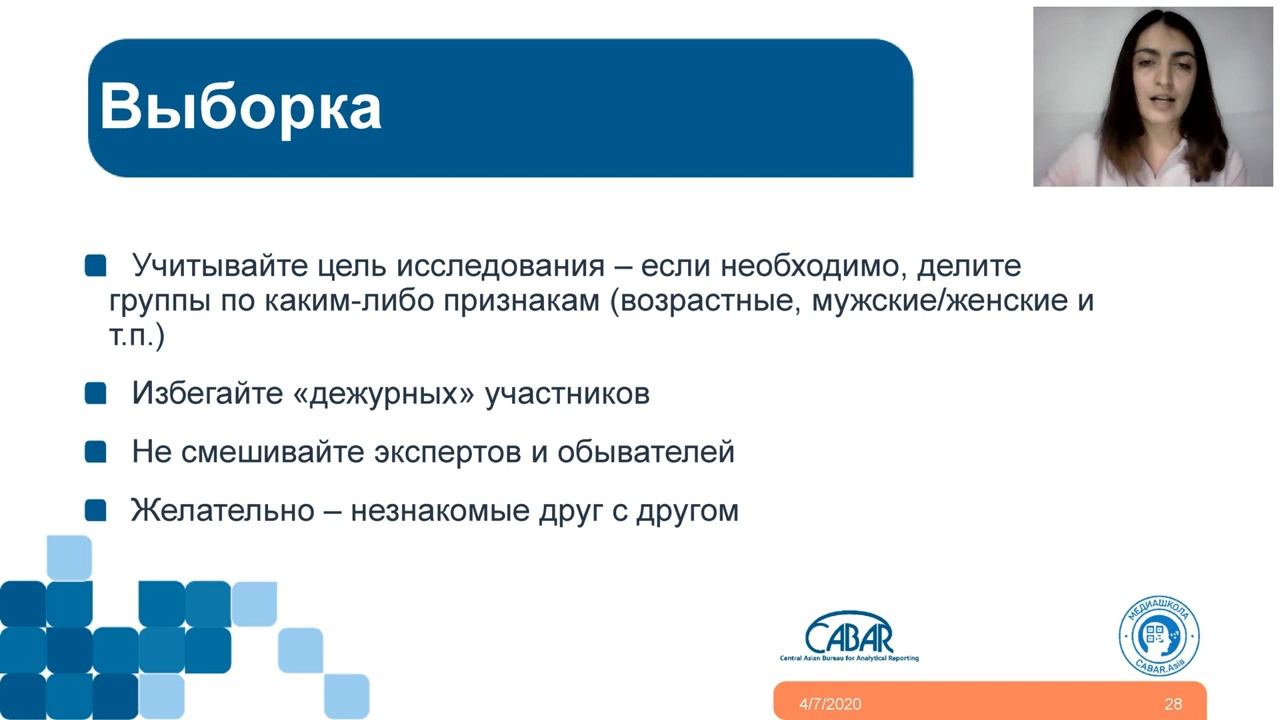 Выборка
Учитывайте цель исследования – если необходимо, делите
группы по каким-либо признакам (возрастные, мужские/женские и
т.п.)
Избегайте «дежурных» участников
Не смешивайте экспертов и обывателей
Желательно – незнакомые друг с другом
CABAR
Central Asian Bureau for Analytical Reporting
МЕДИАШКОЛА
CABAR.Asia
4/7/2020
28